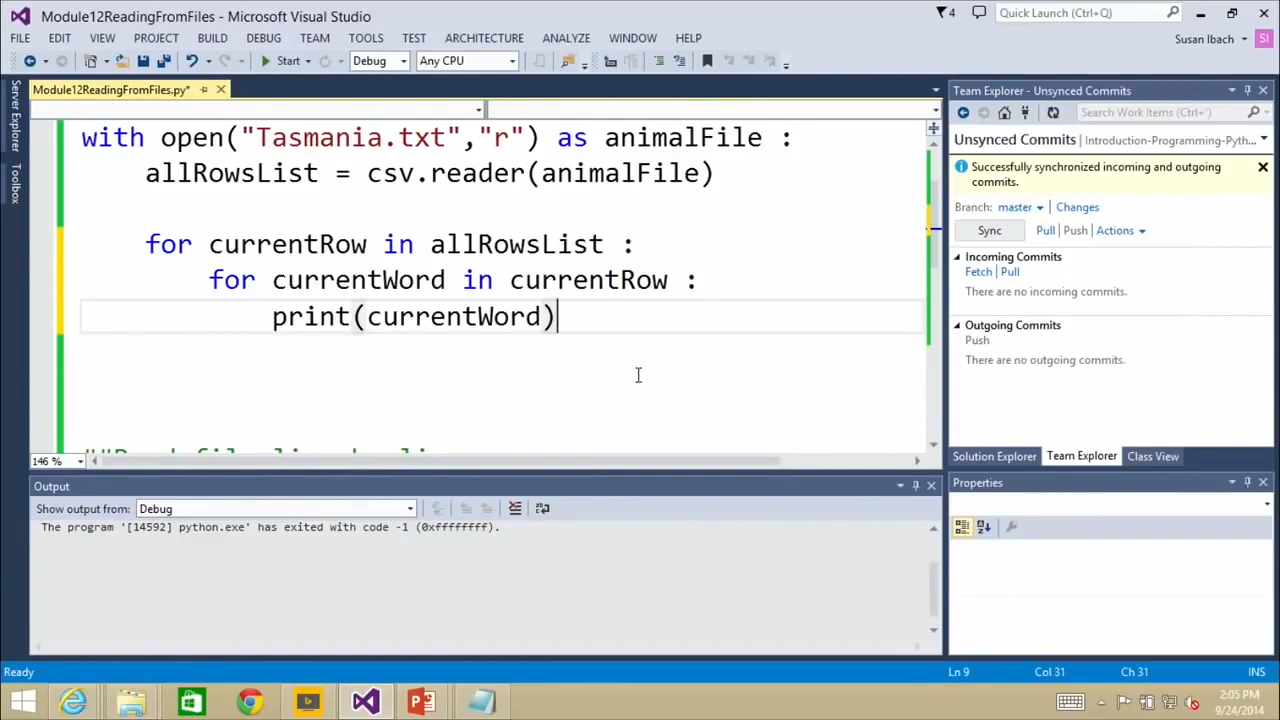 Module12ReadingFromFiles - Microsoft Visual Studio
4
Quick Launch (Ctrl+Q)
FILE EDIT VIEW PROJECT BUILD DEBUG TEAM TOOLS TEST ARCHITECTURE ANALYZE WINDOW HELP
Susan Ibach
SI
Start
Debug
Any CPU
Server Explorer
Toolbox
Module12ReadingFromFiles.py*
with open("Tasmania.txt","r") as animalFile :
allRowsList = csv.reader(animalFile)
for currentRow in allRowsList :
for currentWord in currentRow :
print(currentWord)
146 %
Team Explorer - Unsynced Commits
Search Work Items (Ctrl+')
Unsynced Commits | Introduction-Programming-Pyth
Successfully synchronized incoming and outgoing
commits.
Branch: master Changes
Sync Pull | Push | Actions
Incoming Commits
Fetch | Pull
There are no incoming commits.
Outgoing Commits
Push
There are no outgoing commits.
Solution Explorer Team Explorer Class View
Output
Show output from: Debug
The program '[14592] python.exe' has exited with code -1 (0xffffffff).
Properties
Ready
Ln 9
Col 31
Ch 31
INS
2:05 PM
9/24/2014